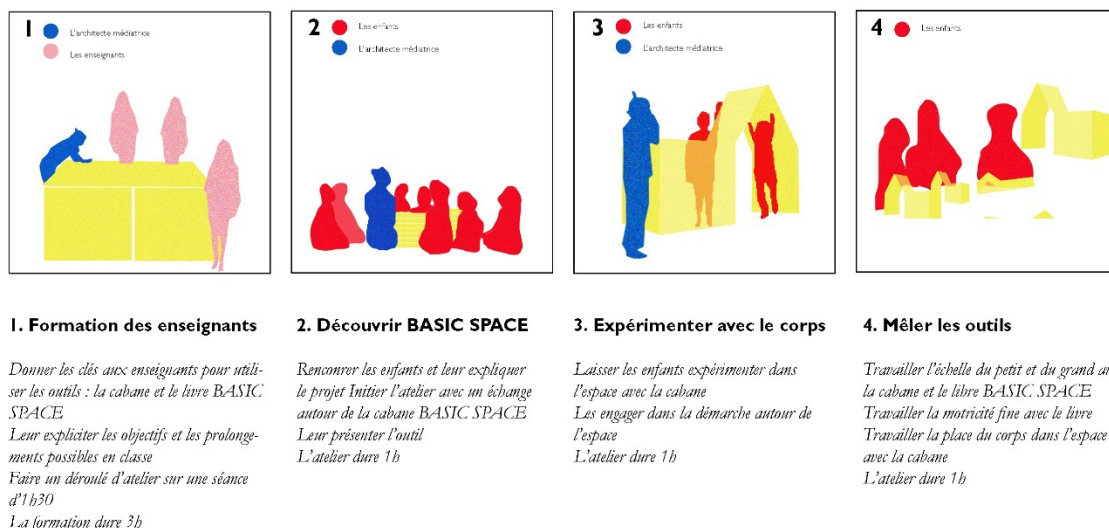 1
L'architecte médiatrice
Les enseignants
2
Les enfants
L'architecte médiatrice
3
Les enfants
L'architecte médiatrice
4
Les enfants
1. Formation des enseignants
Donner les clés aux enseignants pour utili-
ser les outils : la cabane et le livre BASIC
SPACE
Leur expliciter les objectifs et les prolonge-
ments possibles en classe
Faire un déroulé d'atelier sur une séance
d'1h30
La formation dure 3h
2. Découvrir BASIC SPACE
Renconrer les enfants et leur expliquer
le projet Initier l'atelier avec un échange
autour de la cabane BASIC SPACE
Leur présenter l'outil
L'atelier dure 1h
3. Expérimenter avec le corps
Laisser les enfants expérimenter dans
l'espace avec la cabane
Les engager dans la démarche autour de
l'espace
L'atelier dure 1h
4. Mêler les outils
Travailler l'échelle du petit et du grand
la cabane et le libre BASIC SPACE
Travailler la motricité fine avec le livre
Travailler la place du corps dans l'espace
avec la cabane
L'atelier dure 1h